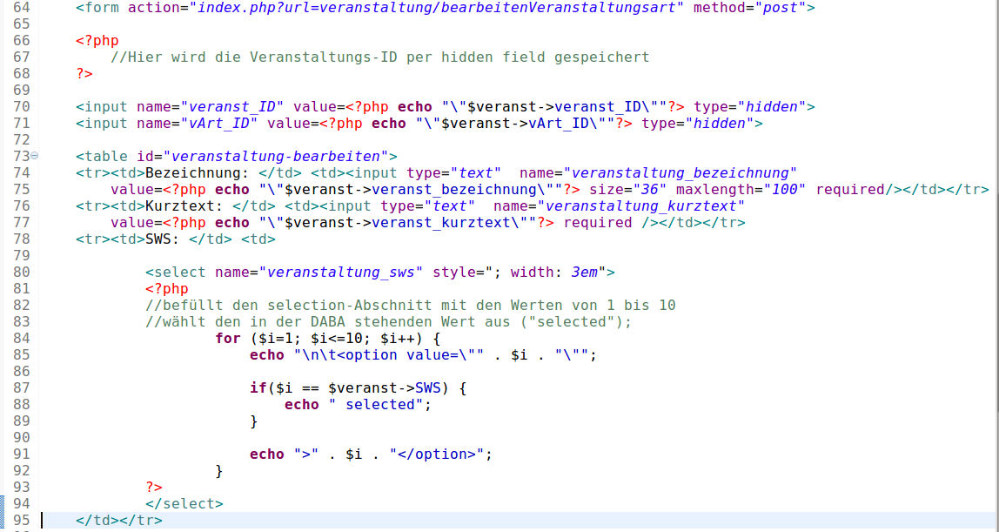 64 <form action="index.php?url=veranstaltung/bearbeitenVeranstaltungsart" method="post">
65
66 <?php
67 //Hier wird die Veranstaltungs-ID per hidden field gespeichert
68 ?>
69
70 <input name="veranst_ID" value=<?php echo "\"$veranst->veranst_ID\""?> type="hidden">
71 <input name="vArt_ID" value=<?php echo "\"$veranst->vArt_ID\""?> type="hidden">
72
73 <table id="veranstaltung-bearbeiten">
74 <tr><td>Bezeichnung: </td> <td><input type="text"  name="veranstaltung_bezeichnung"
75 value=<?php echo "\"$veranst->veranst_bezeichnung\""?> size="36" maxlength="100" required/></td></tr>
76 <tr><td>Kurztext: </td> <td><input type="text"  name="veranstaltung_kurztext"
77 value=<?php echo "\"$veranst->veranst_kurztext\""?> required /></td></tr>
78 <tr><td>SWS: </td> <td>
79
80 <select name="veranstaltung_sws" style="; width: 3em">
81 <?php
82 //befüllt den selection-Abschnitt mit den Werten von 1 bis 10
83 //wählt den in der DABA stehenden Wert aus ("selected");
84 for ($i=1; $i<=10; $i++) {
85 echo "\n\t<option value=\"" . $i . "\"";
86
87 if($i == $veranst->SWS) {
88 echo " selected";
89 }
90
91 echo ">" . $i . "</option>";
92 }
93 ?>
94 </select>
95 </td></tr>